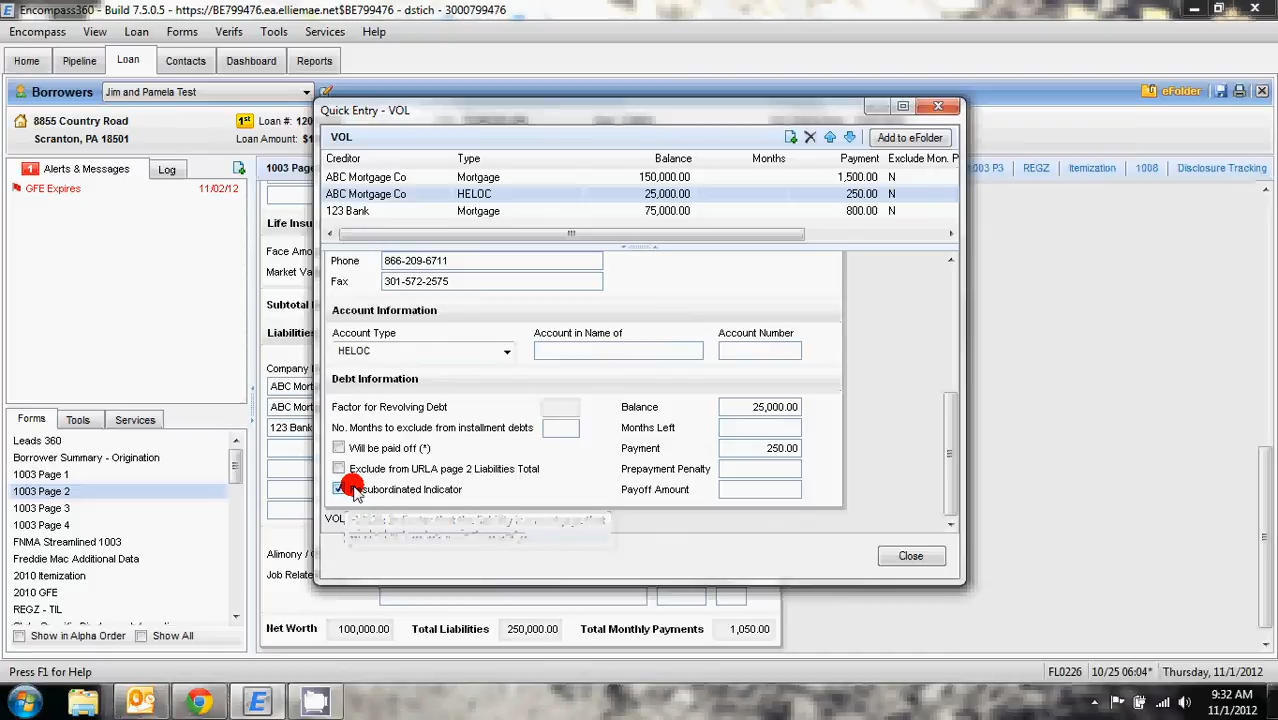 Encompass360 - Build 7.5.0.5 - https://BE799476.ea.elliemae.net$BE799476 - dstich - 3000799476
Encompass View Loan Forms Verifs Tools Services Help
Home Pipeline Loan Contacts Dashboard Reports
Borrowers Jim and Pamela Test eFolder
8855 Country Road
Scranton, PA 18501
1st Loan #: 120
Loan Amount: $1
1 Alerts & Messages Log
GFE Expires 11/02/12
Forms Tools Services
Leads 360
Borrower Summary - Origination
1003 Page 1
1003 Page 2
1003 Page 3
1003 Page 4
FNMA Streamlined 1003
Freddie Mac Additional Data
2010 Itemization
2010 GFE
REGZ - TIL
Show in Alpha Order Show All
1003 Page
003 P3 REGZ Itemization 1008 Disclosure Tracking
Life Insu
Face Amo
Market Va
Subtotal
Liabilities
Company
ABC Mort
ABC Mort
123 Bank
Alimony /
Job Relate
Net Worth 100,000.00 Total Liabilities 250,000.00 Total Monthly Payments 1,050.00
Quick Entry - VOL
VOL Add to eFolder
Creditor Type Balance Months Payment Exclude Mon. P
ABC Mortgage Co Mortgage 150,000.00 1,500.00 N
ABC Mortgage Co HELOC 25,000.00 250.00 N
123 Bank Mortgage 75,000.00 800.00 N
Phone 866-209-6711
Fax 301-572-2575
Account Information
Account Type Account in Name of Account Number
HELOC
Debt Information
Factor for Revolving Debt Balance 25,000.00
No. Months to exclude from installment debts Months Left
Will be paid off (*) Payment 250.00
Exclude from URLA page 2 Liabilities Total Prepayment Penalty
subordinated Indicator Payoff Amount
VOL
Close
Press F1 for Help FL0226 10/25 06:04* Thursday, 11/1/2012
9:32 AM
11/1/2012